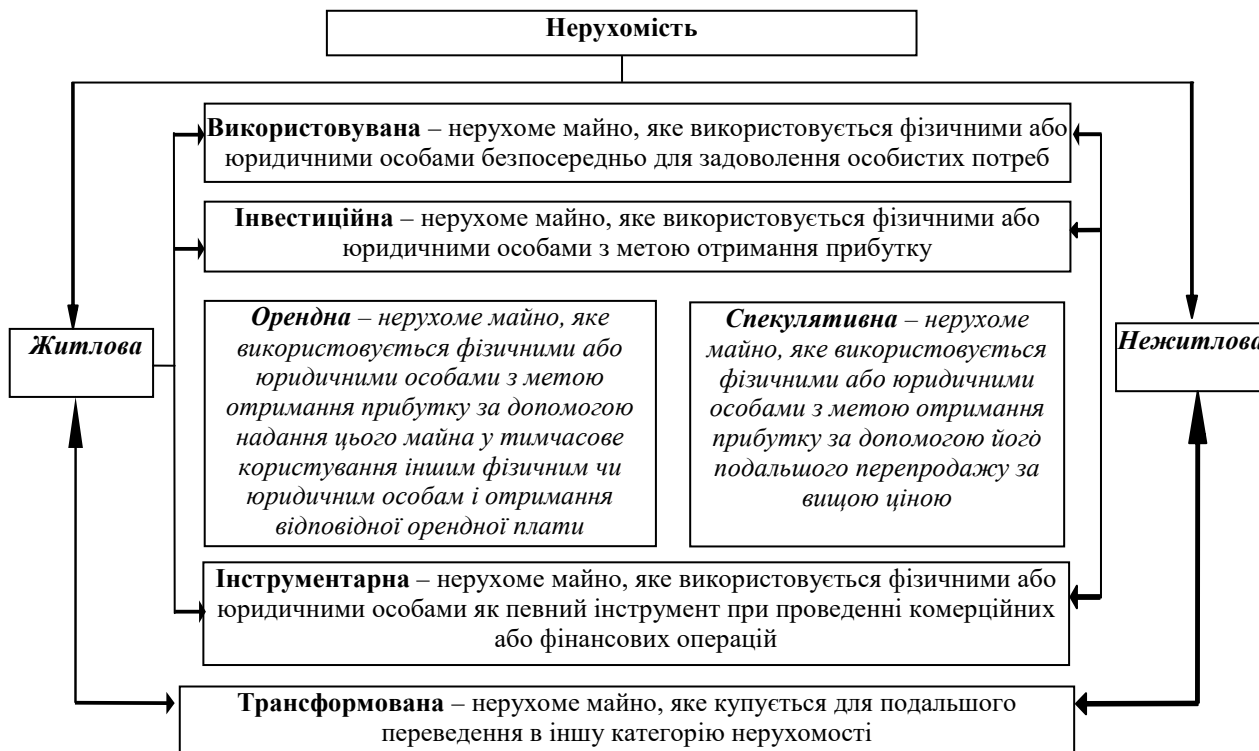 Нерухомість
Використовувана – нерухоме майно, яке використовується фізичними або
юридичними особами безпосередньо для задоволення особистих потреб
Інвестиційна – нерухоме майно, яке використовується фізичними або
юридичними особами з метою отримання прибутку
Житлова
Орендна – нерухоме майно, яке
використовується фізичними або
юридичними особами з метою
отримання прибутку за допомогою
надання цього майна у тимчасове
користування іншим фізичним чи
юридичним особам і отримання
відповідної орендної плати
Спекулятивна – нерухоме
майно, яке використовується
фізичними або юридичними
особами з метою отримання
прибутку за допомогою його
подальшого перепродажу за
вищою ціною
Нежитлова
Інструментарна – нерухоме майно, яке використовується фізичними або
юридичними особами як певний інструмент при проведенні комерційних
або фінансових операцій
Трансформована – нерухоме майно, яке купується для подальшого
переведення в іншу категорію нерухомості